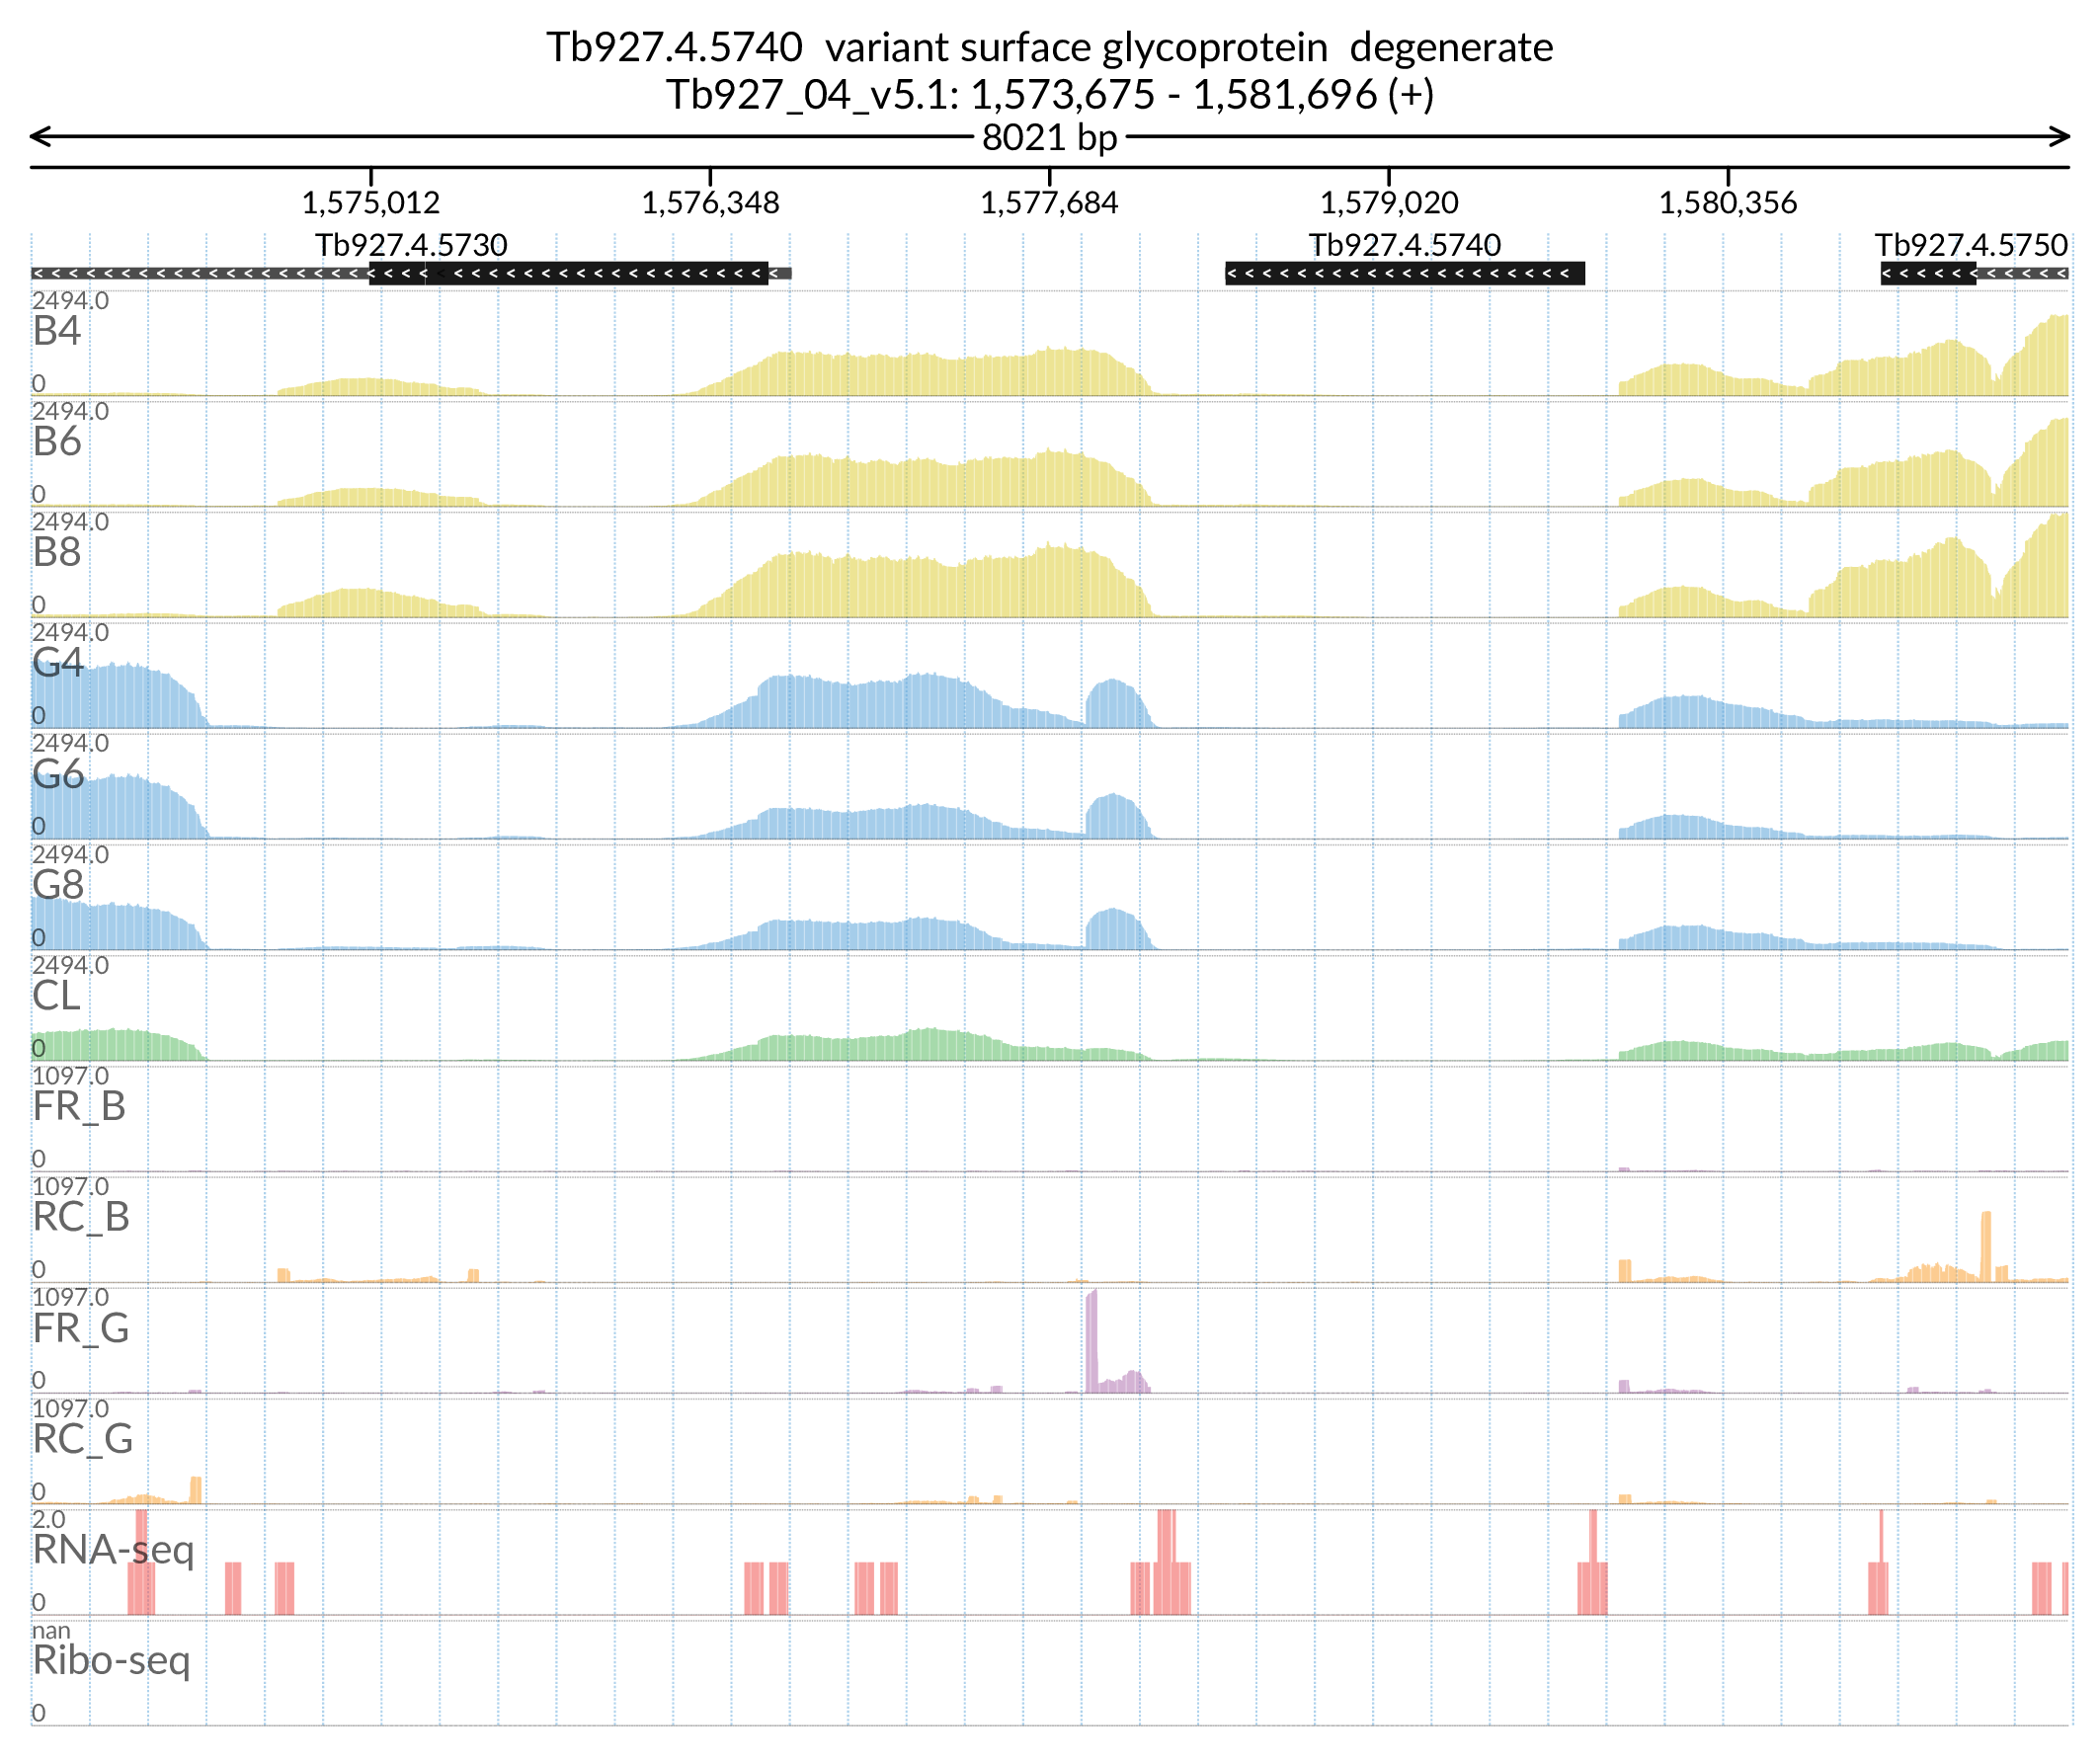 Tb927.4.5740  variant surface glycoprotein  degenerate
Tb927_04_v5.1: 1,573,675 - 1,581,696 (+)
8021 bp
1,575,012 1,576,348 1,577,684 1,579,020 1,580,356
Tb927.4.5730 Tb927.4.5740 Tb927.4.5750
2494.0
B4
0
2494.0
B6
0
2494.0
B8
0
2494.0
G4
0
2494.0
G6
0
2494.0
G8
0
2494.0
CL
0
1097.0
FR_B
0
1097.0
RC_B
0
1097.0
FR_G
0
1097.0
RC_G
0
2.0
RNA-seq
0
nan
Ribo-seq
0